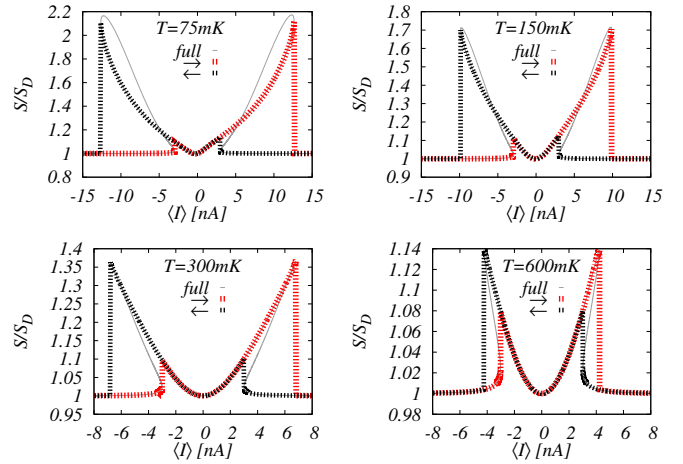 T=75mK
full
→
←
S/S_D
2.2
2
1.8
1.6
1.4
1.2
1
0.8
-15 -10 -5 0 5 10 15
⟨I⟩ [nA]
T=150mK
full
→
←
S/S_D
1.7
1.6
1.5
1.4
1.3
1.2
1.1
1
0.9
-15 -10 -5 0 5 10 15
⟨I⟩ [nA]
T=300mK
full
→
←
S/S_D
1.4
1.35
1.3
1.25
1.2
1.15
1.1
1.05
1
0.95
-8 -6 -4 -2 0 2 4 6 8
⟨I⟩ [nA]
T=600mK
full
→
←
S/S_D
1.14
1.12
1.1
1.08
1.06
1.04
1.02
1
0.98
-8 -6 -4 -2 0 2 4 6 8
⟨I⟩ [nA]